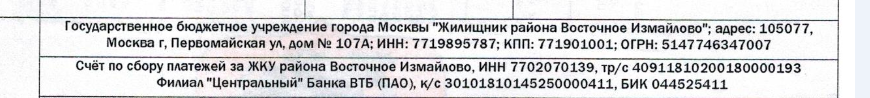 Государственное бюджетное учреждение города Москвы "Жилищник района Восточное Измайлово"; адрес: 105077,
Москва г, Первомайская ул, дом № 107А; ИНН: 7719895787; КПП: 771901001; ОГРН: 5147746347007
Счёт по сбору платежей за ЖКУ района Восточное Измайлово, ИНН 7702070139, тр/с 40911810200180000193
Филиал "Центральный" Банка ВТБ (ПАО), к/с 30101810145250000411, БИК 044525411